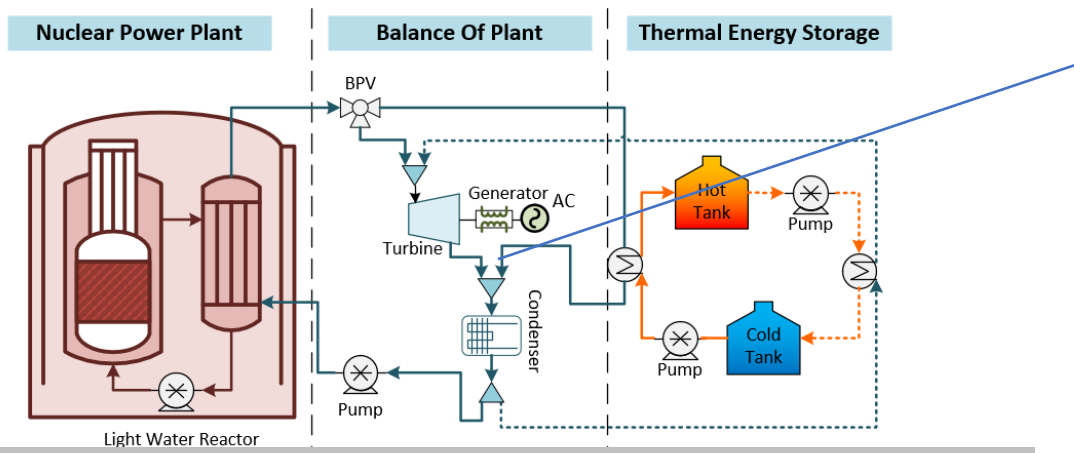 Nuclear Power Plant
Balance Of Plant
Thermal Energy Storage
BPV
Generator
AC
Turbine
Hot
Tank
Pump
Condenser
Cold
Tank
Pump
Pump
Light Water Reactor